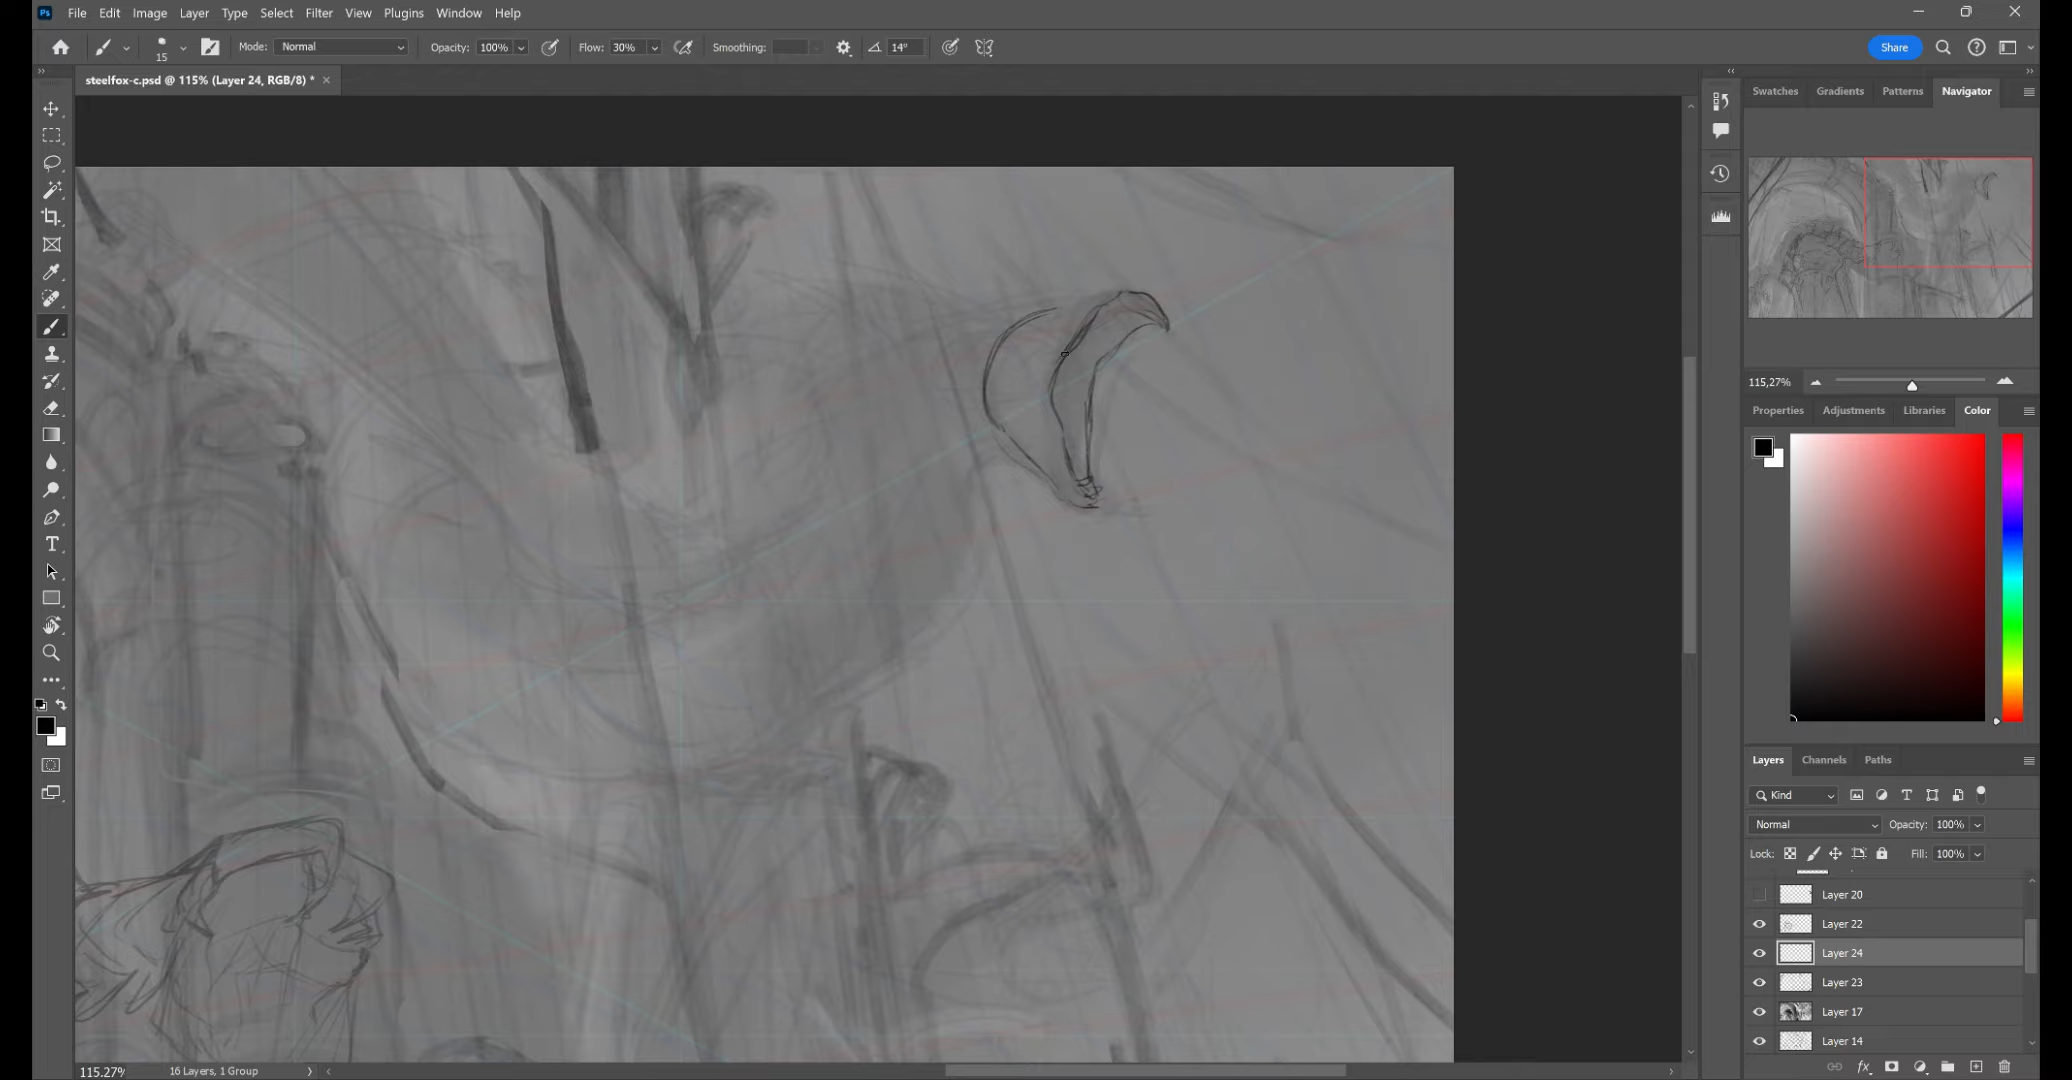 Ps File Edit Image Layer Type Select Filter View Plugins Window Help
15 Mode: Normal Opacity: 100% Flow: 30% Smoothing: 14° Share
steelfox-c.psd @ 115% (Layer 24, RGB/8) * ×
Swatches Gradients Patterns Navigator
115,27%
Properties Adjustments Libraries Color
Layers Channels Paths
Kind
Normal Opacity: 100%
Lock: Fill: 100%
Layer 20
Layer 22
Layer 24
Layer 23
Layer 17
Layer 14
115.27% 16 Layers, 1 Group